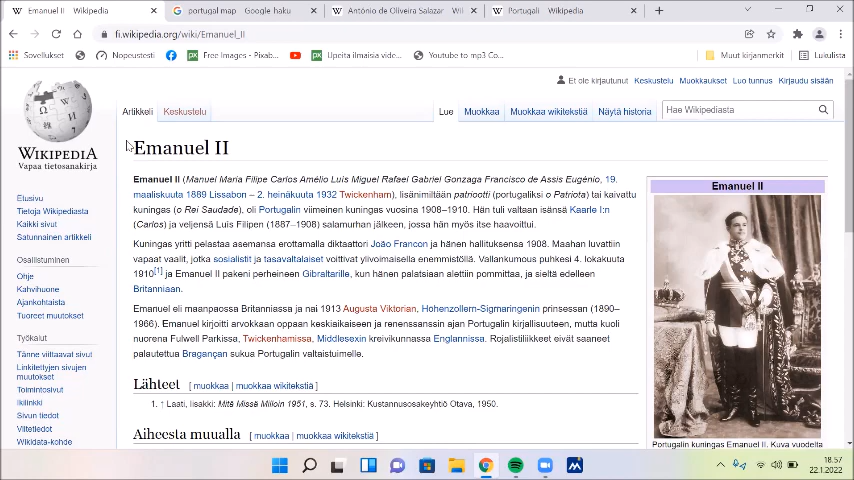 Emanuel II    Wikipedia
portugal map    Google-haku
António de Oliveira Salazar    Wi
Portugali    Wikipedia
fi.wikipedia.org/wiki/Emanuel_II
Sovellukset
Nopeustesti
Free Images - Pixab...
Upeita ilmaisia vide...
Youtube to mp3 Co...
Muut kirjanmerkit
Lukulista
Et ole kirjautunut Keskustelu Muokkaukset Luo tunnus Kirjaudu sisään
Artikkeli Keskustelu
Lue Muokkaa Muokkaa wikitekstiä Näytä historia
Hae Wikipediasta
WIKIPEDIA
Vapaa tietosanakirja
Etusivu
Tietoja Wikipediasta
Kaikki sivut
Satunnainen artikkeli
Osallistuminen
Ohje
Kahvihuone
Ajankohtaista
Tuoreet muutokset
Työkalut
Tänne viittaavat sivut
Linkitettyjen sivujen
muutokset
Toimintosivut
Ikilinkki
Sivun tiedot
Viitetiedot
Wikidata-kohde
Emanuel II
Emanuel II (Manuel Maria Filipe Carlos Amélio Luís Miguel Rafael Gabriel Gonzaga Francisco de Assis Eugénio, 19.
maaliskuuta 1889 Lissabon – 2. heinäkuuta 1932 Twickenham), lisänimiltään patriootti (portugaliksi o Patriota) tai kaivattu
kuningas (o Rei Saudade), oli Portugalin viimeinen kuningas vuosina 1908–1910. Hän tuli valtaan isänsä Kaarle I:n
(Carlos) ja veljensä Luis Filipen (1887–1908) salamurhan jälkeen, jossa hän myös itse haavoittui.
Kuningas yritti pelastaa asemansa erottamalla diktaattori João Francon ja hänen hallituksensa 1908. Maahan luvattiin
vapaat vaalit, jotka sosialistit ja tasavaltalaiset voittivat ylivoimaisella enemmistöllä. Vallankumous puhkesi 4. lokakuuta
1910[1] ja Emanuel II pakeni perheineen Gibraltarille, kun hänen palatsiaan alettiin pommittaa, ja sieltä edelleen
Britanniaan.
Emanuel eli maanpaossa Britanniassa ja nai 1913 Augusta Viktorian, Hohenzollern-Sigmaringenin prinsessan (1890–
1966). Emanuel kirjoitti arvokkaan oppaan keskiaikaiseen ja renenssanssin ajan Portugalin kirjallisuuteen, mutta kuoli
nuorena Fulwell Parkissa, Twickenhamissa, Middlesexin kreivikunnassa Englannissa. Rojalistiliikkeet eivät saaneet
palautettua Bragançan sukua Portugalin valtaistuimelle.
Lähteet [ muokkaa | muokkaa wikitekstiä ]
1. ↑ Laati, Iisakki: Mitä Missä Milloin 1951, s. 73. Helsinki: Kustannusosakeyhtiö Otava, 1950.
Aiheesta muualla [ muokkaa | muokkaa wikitekstiä ]
Emanuel II
Portugalin kuningas Emanuel II. Kuva vuodelta
18.57
22.1.2022